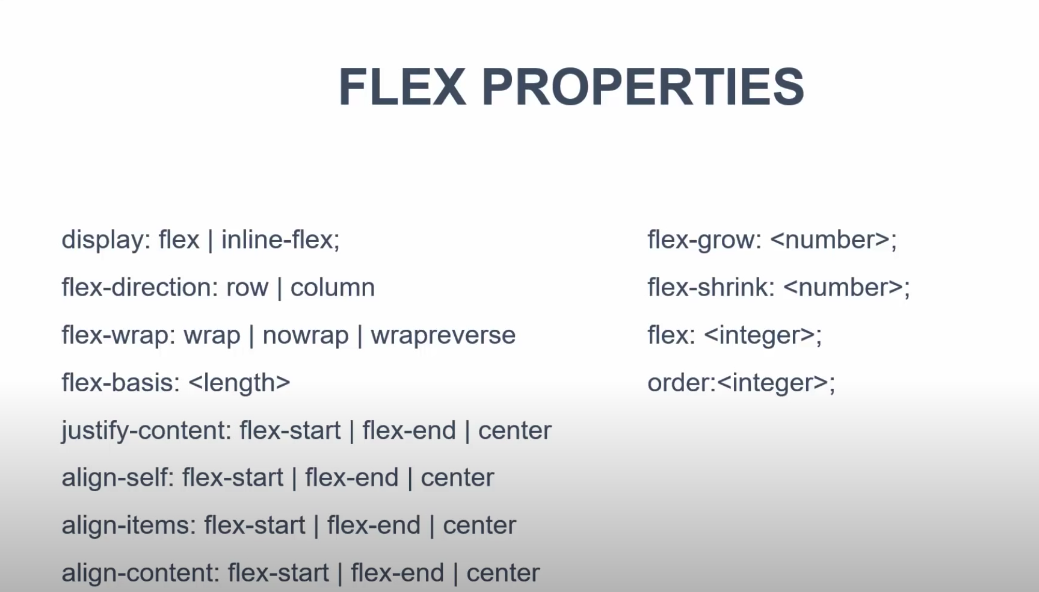 FLEX PROPERTIES
display: flex | inline-flex;
flex-direction: row | column
flex-wrap: wrap | nowrap | wrapreverse
flex-basis: <length>
justify-content: flex-start | flex-end | center
align-self: flex-start | flex-end | center
align-items: flex-start | flex-end | center
align-content: flex-start | flex-end | center
flex-grow: <number>;
flex-shrink: <number>;
flex: <integer>;
order:<integer>;